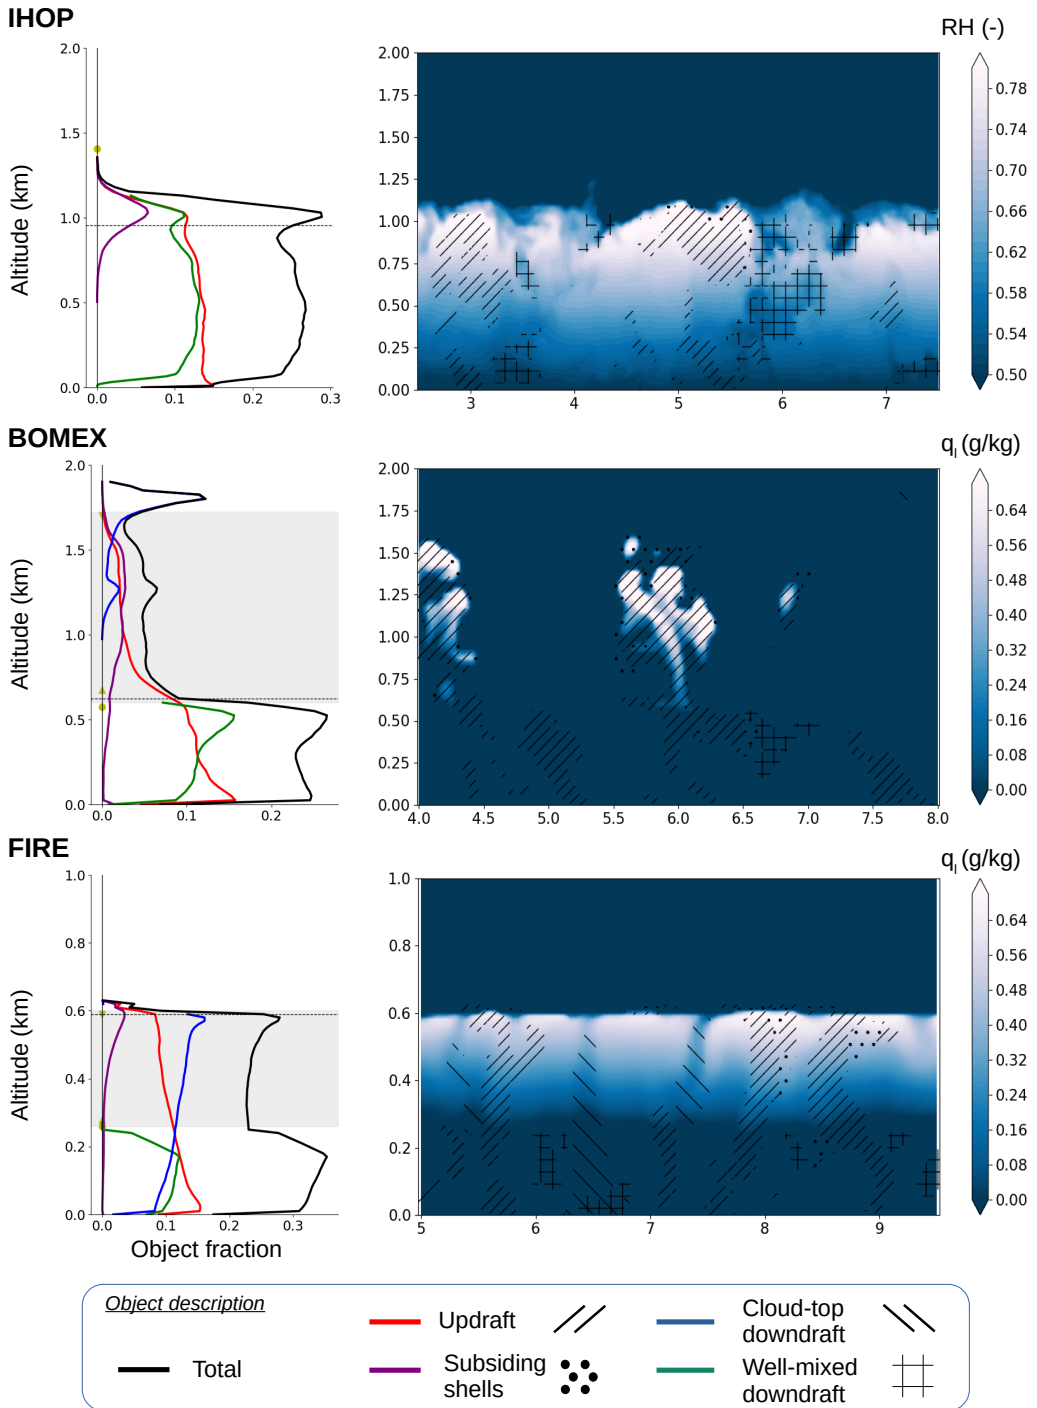 IHOP
RH (-)
2.0
1.5
1.0
0.5
0.0
Altitude (km)
0.0 0.1 0.2 0.3
2.00
1.75
1.50
1.25
1.00
0.75
0.50
0.25
0.00
3 4 5 6 7
0.78
0.74
0.70
0.66
0.62
0.58
0.54
0.50
BOMEX
ql (g/kg)
2.0
1.5
1.0
0.5
0.0
Altitude (km)
0.0 0.1 0.2
2.00
1.75
1.50
1.25
1.00
0.75
0.50
0.25
0.00
4.0 4.5 5.0 5.5 6.0 6.5 7.0 7.5 8.0
0.64
0.56
0.48
0.40
0.32
0.24
0.16
0.08
0.00
FIRE
ql (g/kg)
1.0
0.8
0.6
0.4
0.2
0.0
Altitude (km)
0.0 0.1 0.2 0.3
Object fraction
1.0
0.8
0.6
0.4
0.2
0.0
5 6 7 8 9
0.64
0.56
0.48
0.40
0.32
0.24
0.16
0.08
0.00
Object description
Total
Updraft
Subsiding
shells
Cloud-top
downdraft
Well-mixed
downdraft